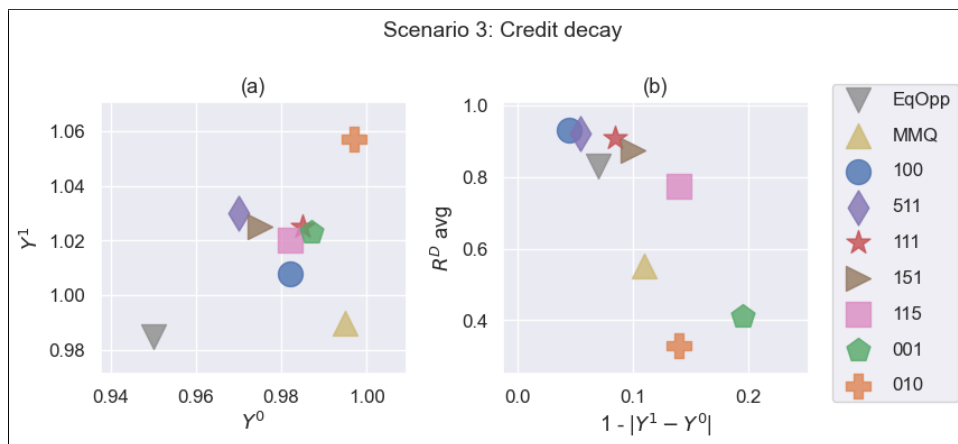 Scenario 3: Credit decay
(a)
Y¹
1.06
1.04
1.02
1.00
0.98
0.94
0.96
0.98
1.00
Y⁰
(b)
R^D avg
1.0
0.8
0.6
0.4
0.0
0.1
0.2
1 - |Y¹ − Y⁰|
EqOpp
MMQ
100
511
111
151
115
001
010